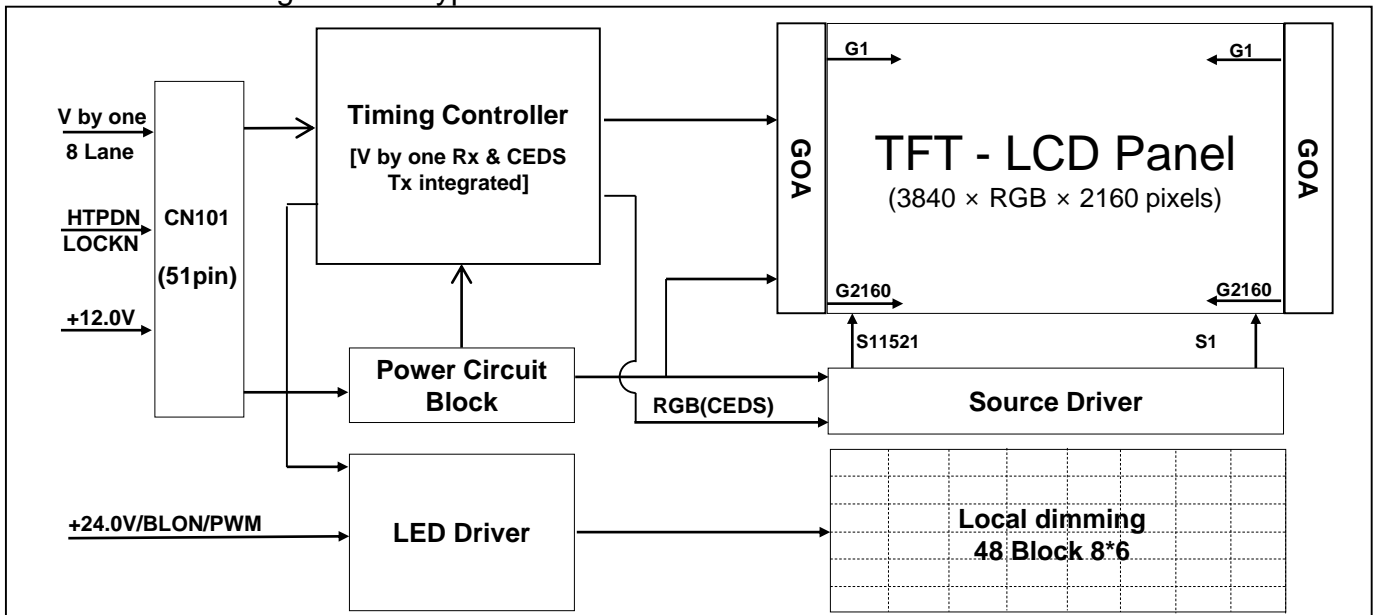 V by one
8 Lane
HTPDN
LOCKN
+12.0V
CN101
(51pin)
Timing Controller
[V by one Rx & CEDS
Tx integrated]
Power Circuit
Block
+24.0V/BLON/PWM
LED Driver
RGB(CEDS)
GOA
G1
G1
TFT - LCD Panel
(3840 × RGB × 2160 pixels)
G2160
G2160
GOA
S11521
S1
Source Driver
Local dimming
48 Block 8*6